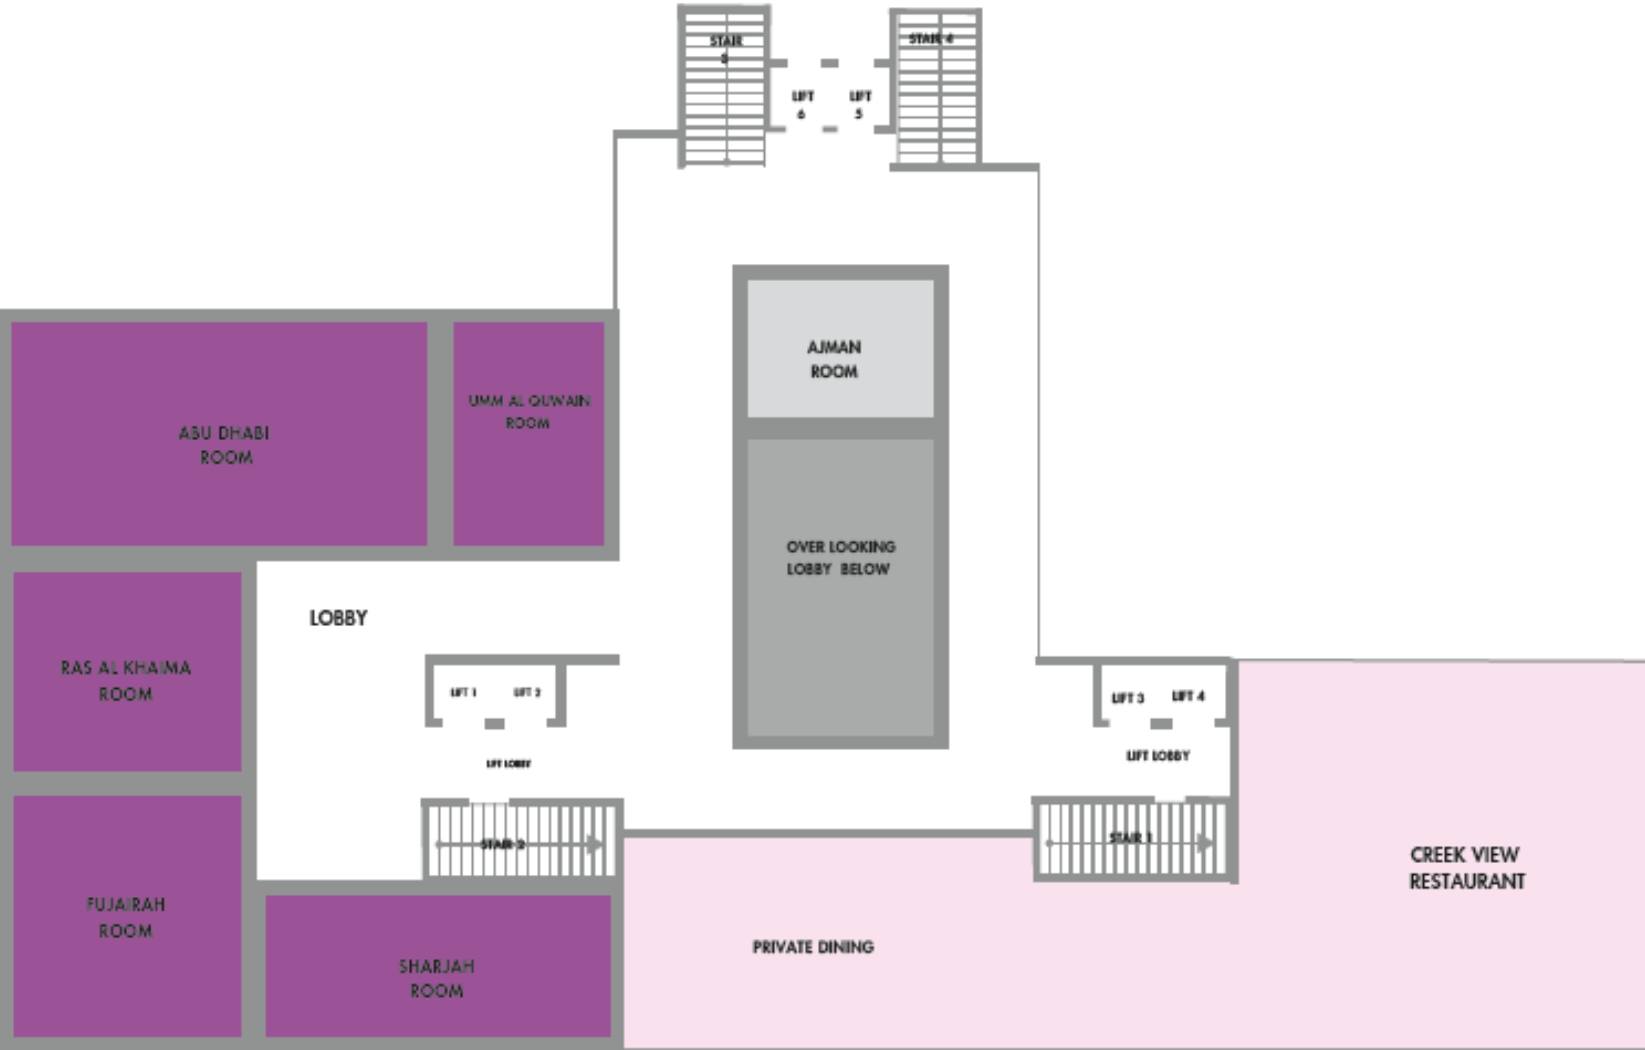 STAIR
3
STAIR 4
LIFT
6
LIFT
5
AJMAN
ROOM
UMM AL QUWAIN
ROOM
ABU DHABI
ROOM
OVER LOOKING
LOBBY BELOW
LOBBY
RAS AL KHAIMA
ROOM
LIFT 1
LIFT 2
LIFT 3
LIFT 4
LIFT LOBBY
LIFT LOBBY
STAIR 2
STAIR 1
CREEK VIEW
RESTAURANT
FUJAIRAH
ROOM
PRIVATE DINING
SHARJAH
ROOM